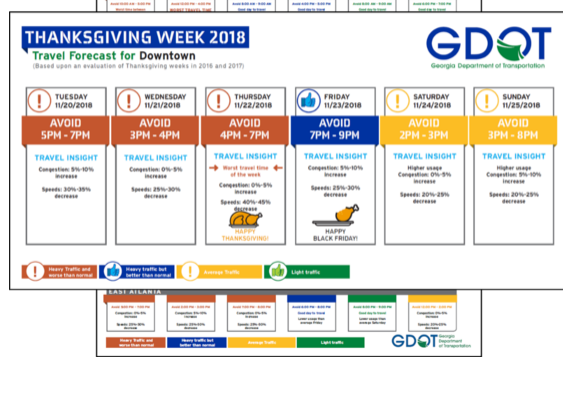 THANKSGIVING WEEK 2018
Travel Forecast for Downtown
(Based upon an evaluation of Thanksgiving weeks in 2016 and 2017)
GDOT
Georgia Department of Transportation
TUESDAY
11/20/2018
AVOID
5PM - 7PM
TRAVEL INSIGHT
Congestion: 5%-10%
increase
Speeds: 30%-35%
decrease
WEDNESDAY
11/21/2018
AVOID
3PM - 4PM
TRAVEL INSIGHT
Congestion: 0%-5%
increase
Speeds: 25%-30%
decrease
THURSDAY
11/22/2018
AVOID
4PM - 7PM
TRAVEL INSIGHT
Worst travel time
of the week
Congestion: 0%-5%
increase
Speeds: 40%-45%
decrease
HAPPY
THANKSGIVING!
FRIDAY
11/23/2018
AVOID
7PM - 9PM
TRAVEL INSIGHT
Congestion: 5%-10%
increase
Speeds: 25%-30%
decrease
HAPPY
BLACK FRIDAY!
SATURDAY
11/24/2018
AVOID
2PM - 3PM
TRAVEL INSIGHT
Higher usage
Congestion: 0%-5%
increase
Speeds: 20%-25%
decrease
SUNDAY
11/25/2018
AVOID
3PM - 8PM
TRAVEL INSIGHT
Higher usage
Congestion: 5%-10%
increase
Speeds: 20%-25%
decrease
Heavy Traffic and
worse than normal
Heavy traffic but
better than normal
Average Traffic
Light traffic
EAST ATLANTA
Heavy Traffic and
worse than normal
Heavy traffic but
better than normal
Average Traffic
Light traffic
GDOT
Georgia
Department
of Transportation